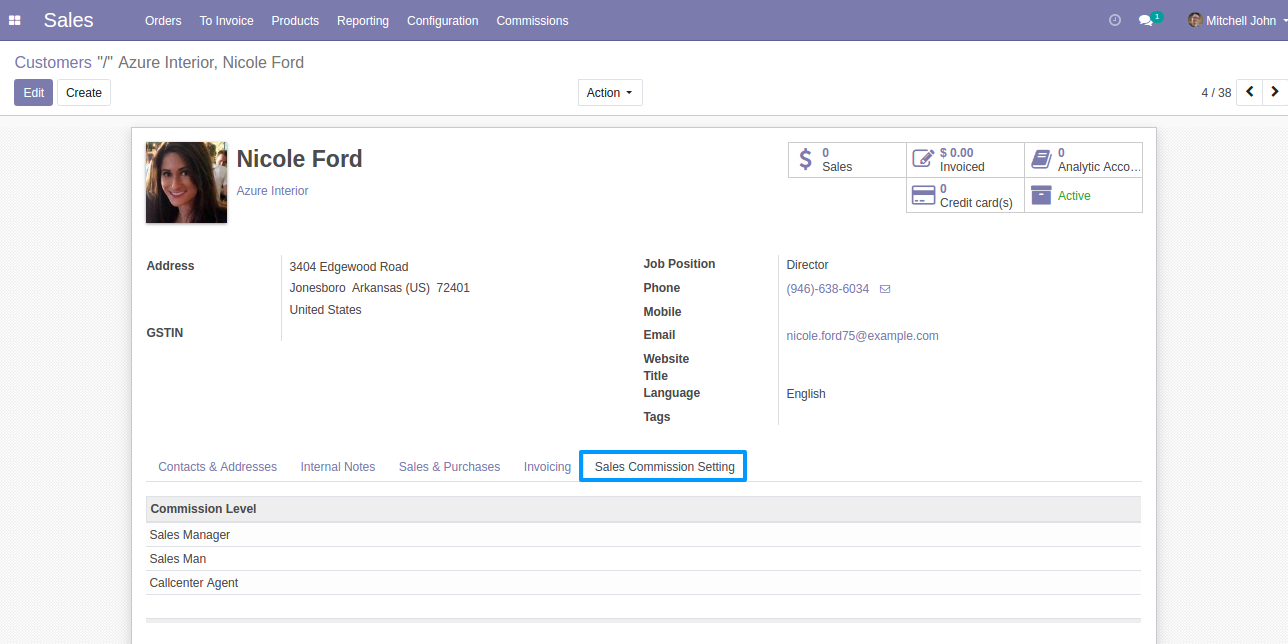 Sales Orders To Invoice Products Reporting Configuration Commissions 1 Mitchell John
Customers "/" Azure Interior, Nicole Ford
Edit Create Action 4 / 38
Nicole Ford
Azure Interior
0
Sales
$ 0.00
Invoiced
0
Analytic Acco...
0
Credit card(s)
Active
Address
3404 Edgewood Road
Jonesboro Arkansas (US) 72401
United States
GSTIN
Job Position Director
Phone (946)-638-6034
Mobile
Email nicole.ford75@example.com
Website
Title
Language English
Tags
Contacts & Addresses Internal Notes Sales & Purchases Invoicing Sales Commission Setting
Commission Level
Sales Manager
Sales Man
Callcenter Agent